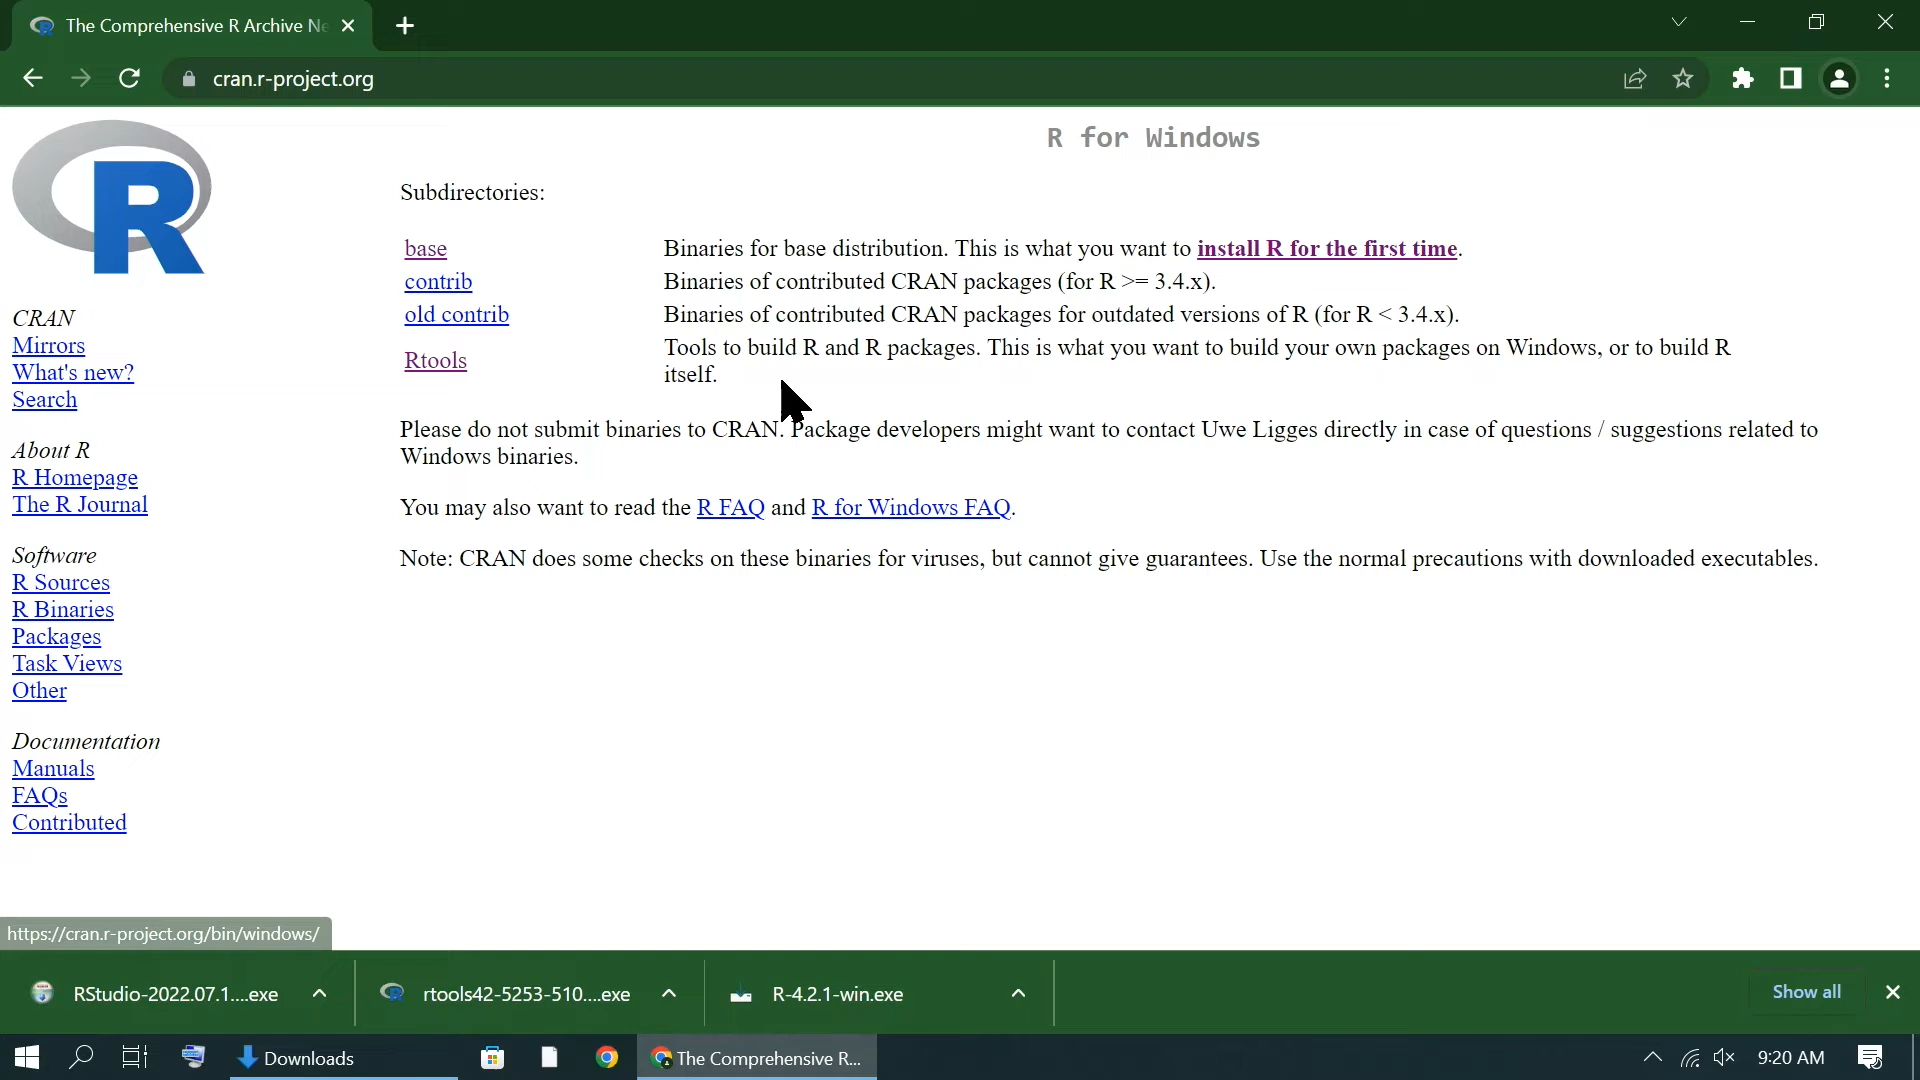 The Comprehensive R Archive Ne
cran.r-project.org
R
R for Windows
Subdirectories:
base Binaries for base distribution. This is what you want to install R for the first time.
contrib Binaries of contributed CRAN packages (for R >= 3.4.x).
old contrib Binaries of contributed CRAN packages for outdated versions of R (for R < 3.4.x).
Rtools Tools to build R and R packages. This is what you want to build your own packages on Windows, or to build R
itself.
Please do not submit binaries to CRAN. Package developers might want to contact Uwe Ligges directly in case of questions / suggestions related to
Windows binaries.
You may also want to read the R FAQ and R for Windows FAQ.
Note: CRAN does some checks on these binaries for viruses, but cannot give guarantees. Use the normal precautions with downloaded executables.
CRAN
Mirrors
What's new?
Search
About R
R Homepage
The R Journal
Software
R Sources
R Binaries
Packages
Task Views
Other
Documentation
Manuals
FAQs
Contributed
https://cran.r-project.org/bin/windows/
RStudio-2022.07.1....exe
rtools42-5253-510....exe
R-4.2.1-win.exe
Show all
Downloads
The Comprehensive R...
9:20 AM